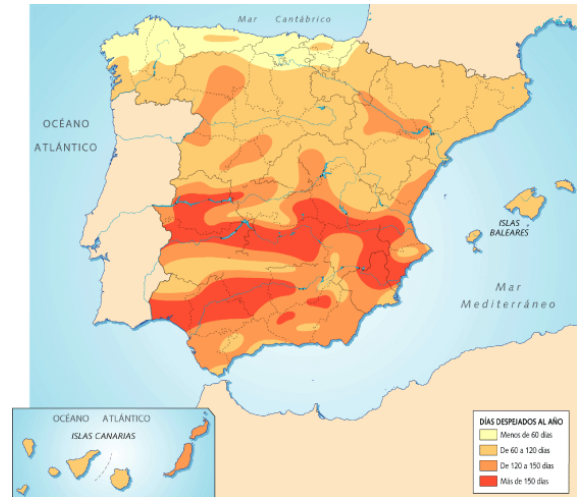 Mar Cantábrico
OCÉANO
ATLÁNTICO
ISLAS
BALEARES
Mar
Mediterráneo
OCÉANO ATLÁNTICO
ISLAS CANARIAS
DÍAS DESPEJADOS AL AÑO
Menos de 60 días
De 60 a 120 días
De 120 a 150 días
Más de 150 días